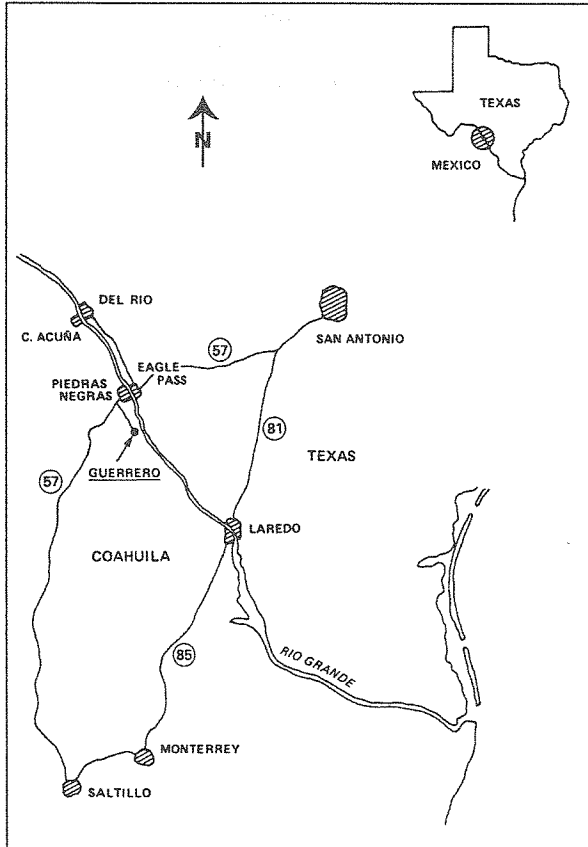 TEXAS
MEXICO
N
DEL RIO
C. ACUÑA
SAN ANTONIO
57
EAGLE
PASS
PIEDRAS
NEGRAS
81
GUERRERO
TEXAS
57
LAREDO
COAHUILA
85
RIO GRANDE
MONTERREY
SALTILLO